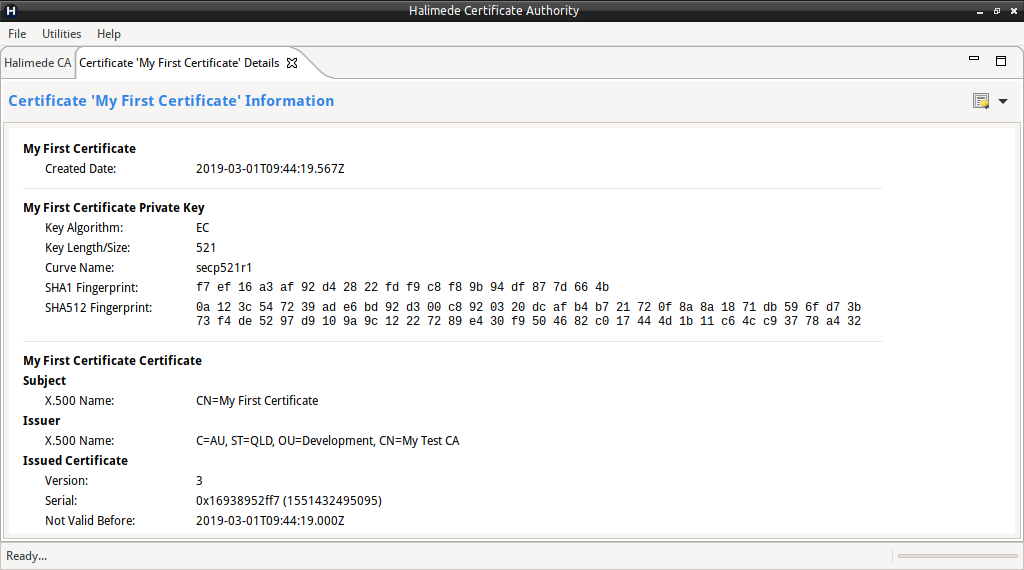 H
Halimede Certificate Authority
File Utilities Help
Halimede CA Certificate 'My First Certificate' Details
Certificate 'My First Certificate' Information
My First Certificate
Created Date: 2019-03-01T09:44:19.567Z
My First Certificate Private Key
Key Algorithm: EC
Key Length/Size: 521
Curve Name: secp521r1
SHA1 Fingerprint: f7 ef 16 a3 af 92 d4 28 22 fd f9 c8 f8 9b 94 df 87 7d 66 4b
SHA512 Fingerprint: 0a 12 3c 54 72 39 ad e6 bd 92 d3 00 c8 92 03 20 dc af b4 b7 21 72 0f 8a 8a 18 71 db 59 6f d7 3b
73 f4 de 52 97 d9 10 9a 9c 12 22 72 89 e4 30 f9 50 46 82 c0 17 44 4d 1b 11 c6 4c c9 37 78 a4 32
My First Certificate Certificate
Subject
X.500 Name: CN=My First Certificate
Issuer
X.500 Name: C=AU, ST=QLD, OU=Development, CN=My Test CA
Issued Certificate
Version: 3
Serial: 0x16938952ff7 (1551432495095)
Not Valid Before: 2019-03-01T09:44:19.000Z
Ready...